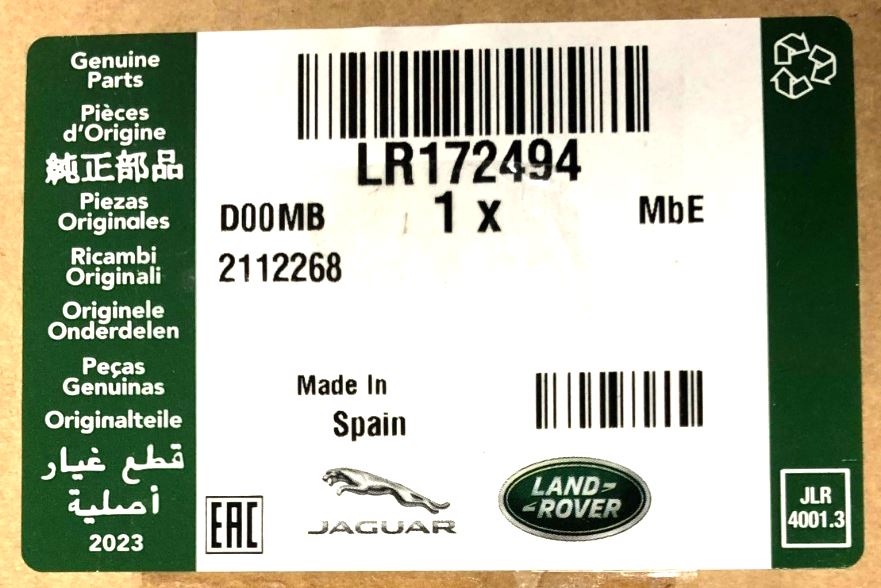 Genuine
Parts
Pièces
d'Origine
純正部品
Piezas
Originales
Ricambi
Originali
Originele
Onderdelen
Peças
Genuinas
Originalteile
قطع غيار
أصلية
2023
LR172494
D00MB 1 x MbE
2112268
Made In
Spain
EAC
JAGUAR
LAND-
-ROVER
JLR
4001.3